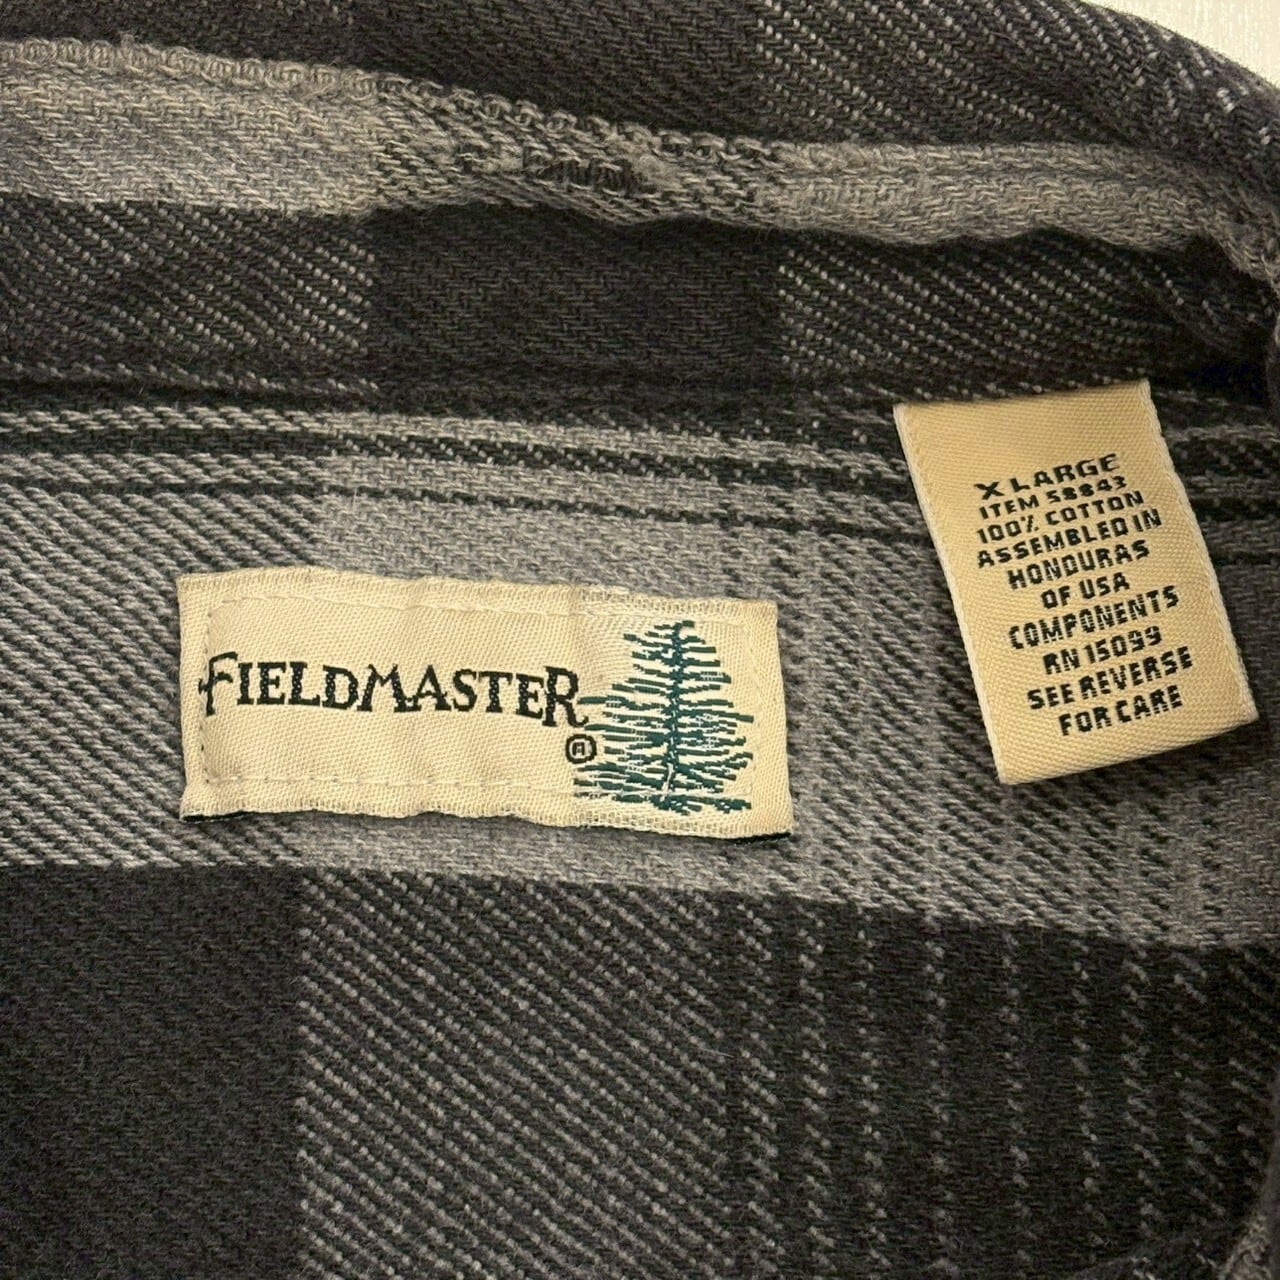 FIELDMASTER
®
X LARGE
ITEM 58843
100% COTTON
ASSEMBLED IN
HONDURAS
OF USA
COMPONENTS
RN 15099
SEE REVERSE
FOR CARE